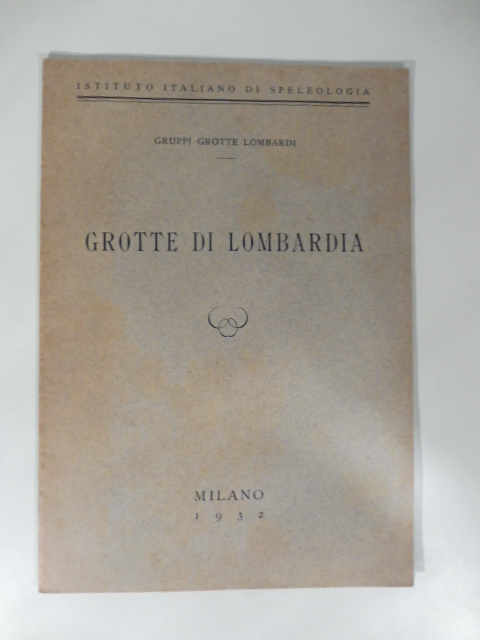 ISTITUTO ITALIANO DI SPELEOLOGIA
GRUPPI GROTTE LOMBARDI
GROTTE DI LOMBARDIA
MILANO
1932